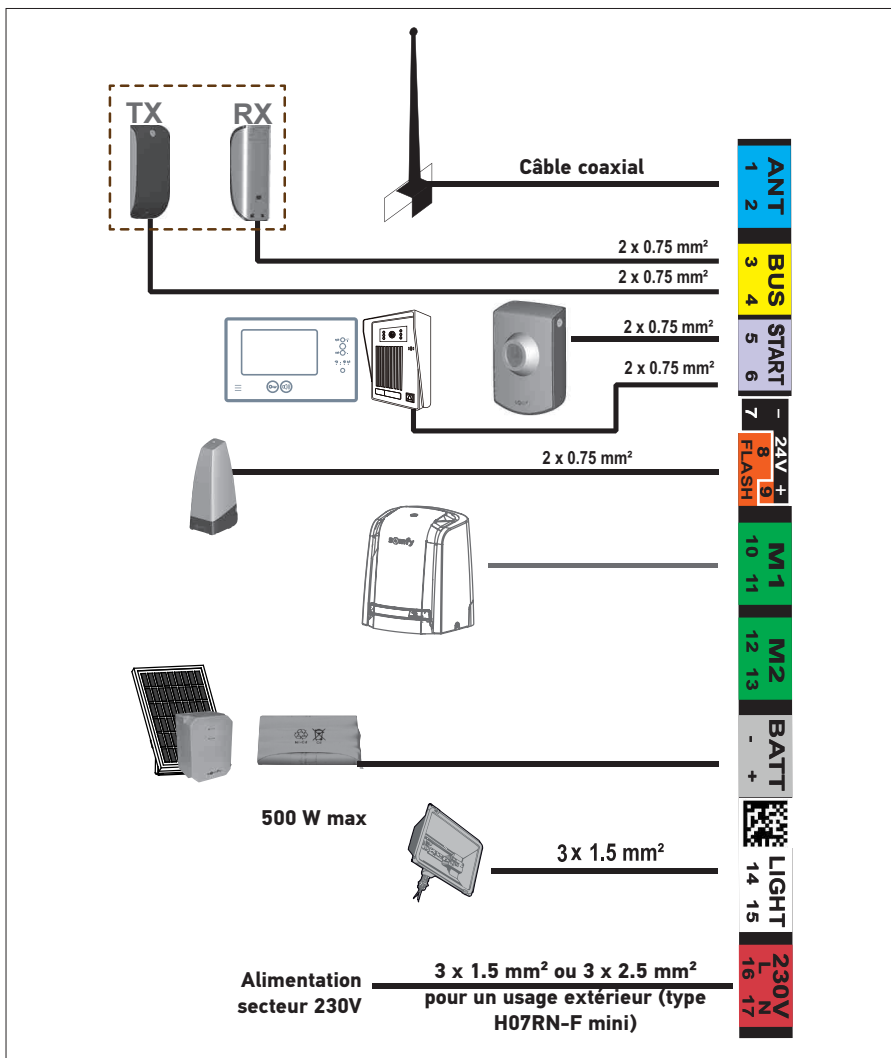 TX RX
Câble coaxial
ANT
1 2
2 x 0.75 mm²
2 x 0.75 mm²
BUS
3 4
2 x 0.75 mm²
2 x 0.75 mm²
START
5 6
2 x 0.75 mm²
- 24V +
7 8 9
FLASH
somfy
M1
10 11
M2
12 13
BATT
- +
500 W max
3 x 1.5 mm²
LIGHT
14 15
Alimentation
secteur 230V
3 x 1.5 mm² ou 3 x 2.5 mm²
pour un usage extérieur (type
H07RN-F mini)
230V
L N
16 17